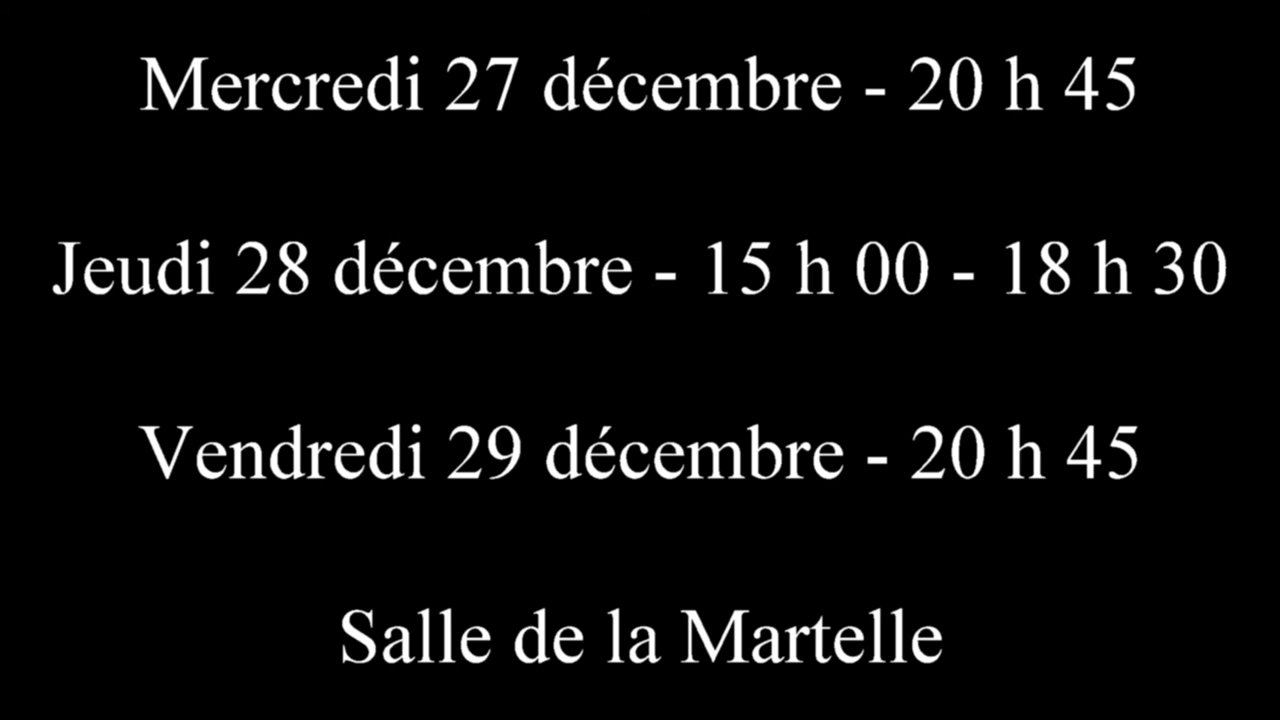 Mercredi 27 décembre - 20 h 45
Jeudi 28 décembre - 15 h 00 - 18 h 30
Vendredi 29 décembre - 20 h 45
Salle de la Martelle